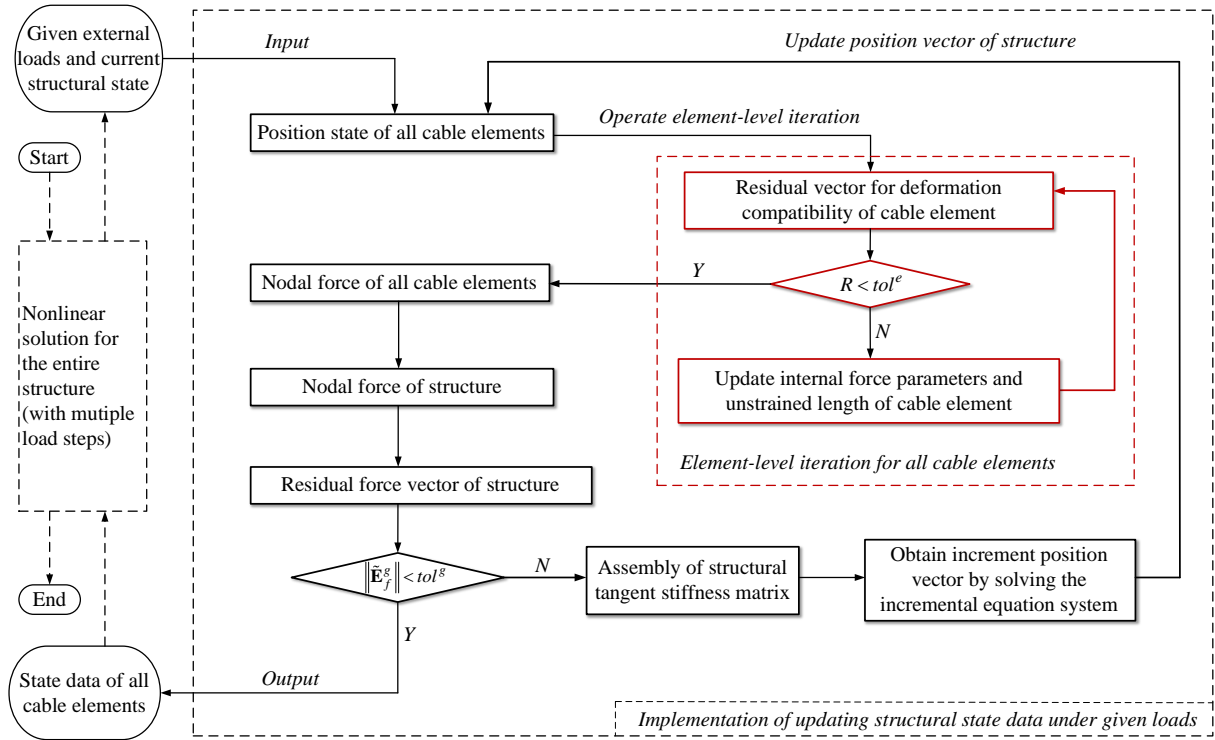 Given external
loads and current
structural state
Input
Update position vector of structure
Position state of all cable elements
Operate element-level iteration
Start
Residual vector for deformation
compatibility of cable element
Nodal force of all cable elements
Y
R < tol^e
N
Nonlinear
solution for
the entire
structure
(with mutiple
load steps)
Nodal force of structure
Update internal force parameters and
unstrained length of cable element
Element-level iteration for all cable elements
Residual force vector of structure
‖Ẽ_f^g‖ < tol^g
N
Assembly of structural
tangent stiffness matrix
Obtain increment position
vector by solving the
incremental equation system
End
Y
State data of all
cable elements
Output
Implementation of updating structural state data under given loads